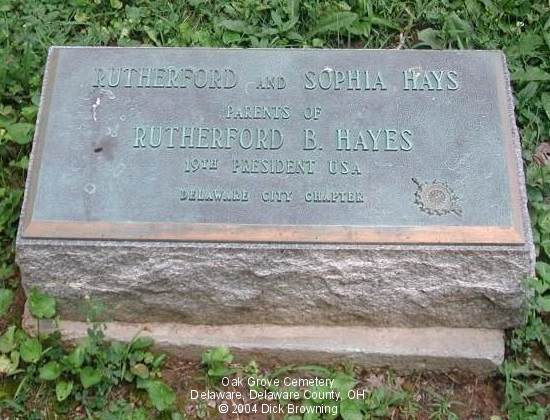 RUTHERFORD AND SOPHIA HAYS
PARENTS OF
RUTHERFORD B. HAYES
19TH PRESIDENT USA
DELAWARE CITY CHAPTER
Oak Grove Cemetery
Delaware, Delaware County, OH
© 2004 Dick Browning